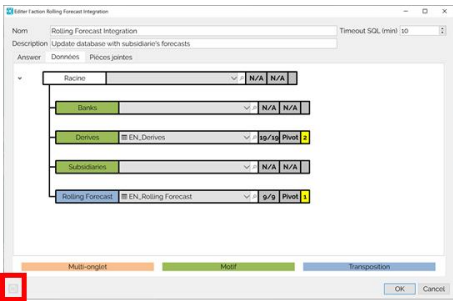 Editer l'action Rolling Forecast Integration
Nom Rolling Forecast Integration Timeout SQL (min) 10
Description Update database with subsidiarie's forecasts
Answer Données Pièces jointes
Racine N/A N/A
Banks N/A N/A
Derives EN_Derives 19/19 Pivot 2
Subsidiaries N/A N/A
Rolling Forecast EN_Rolling Forecast 9/9 Pivot 1
Multi-onglet Motif Transposition
OK Cancel